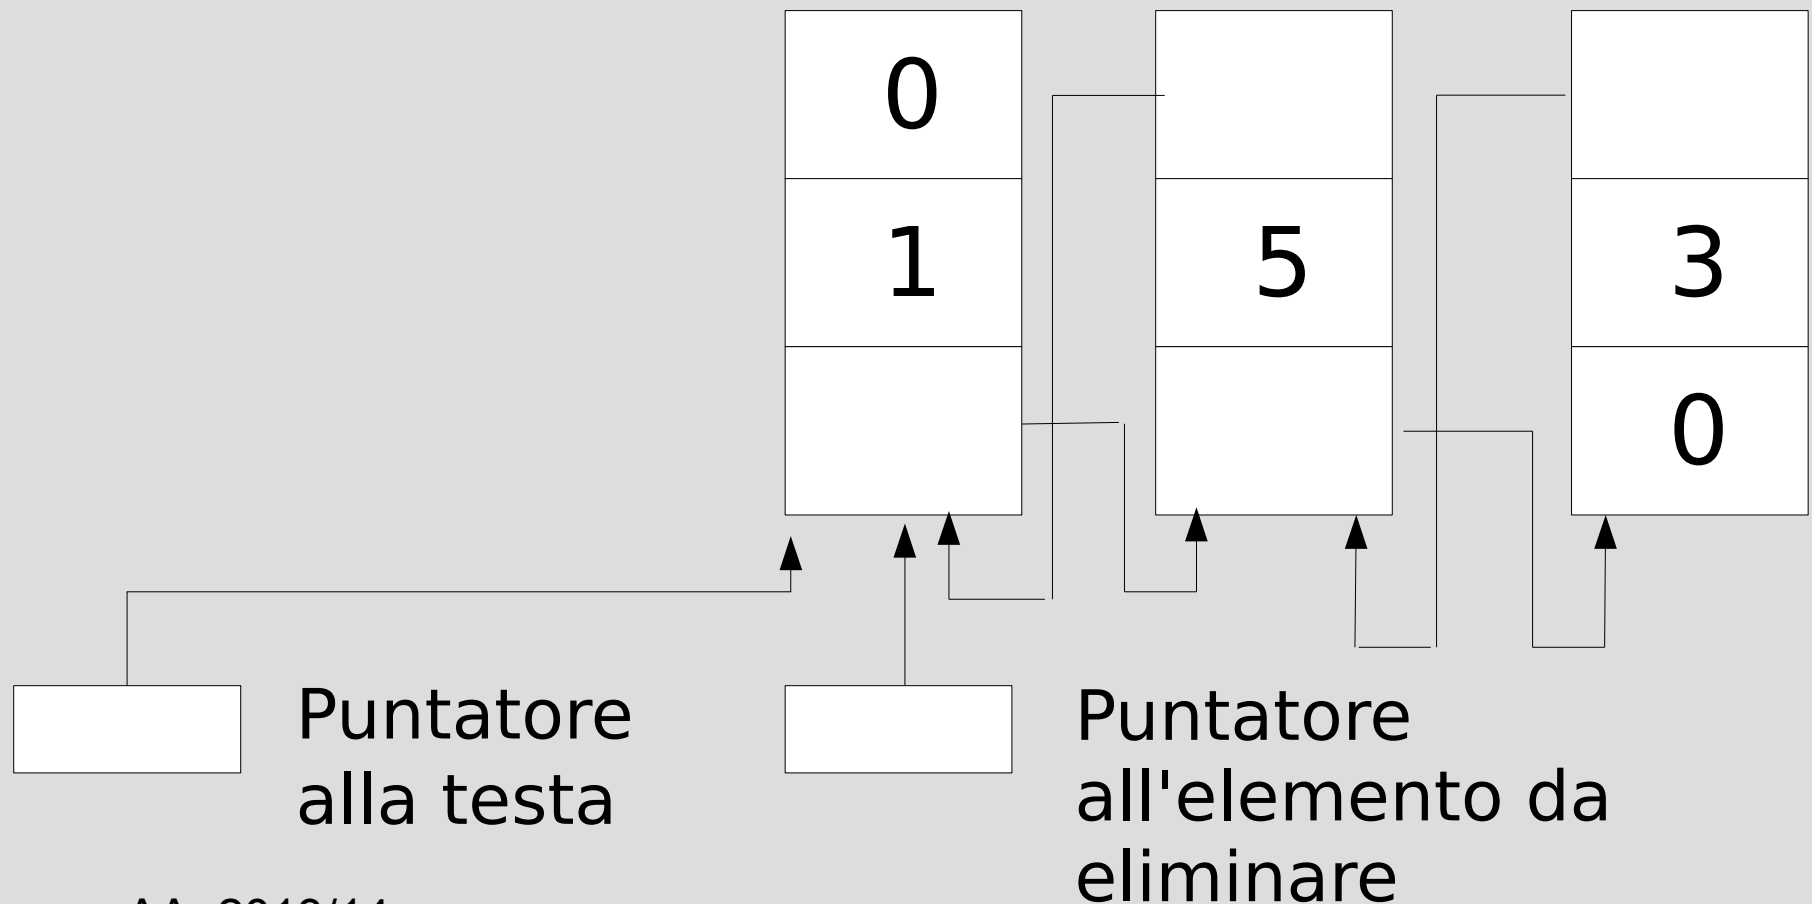 0
1 5 3
0
Puntatore
alla testa
Puntatore
all'elemento da
eliminare